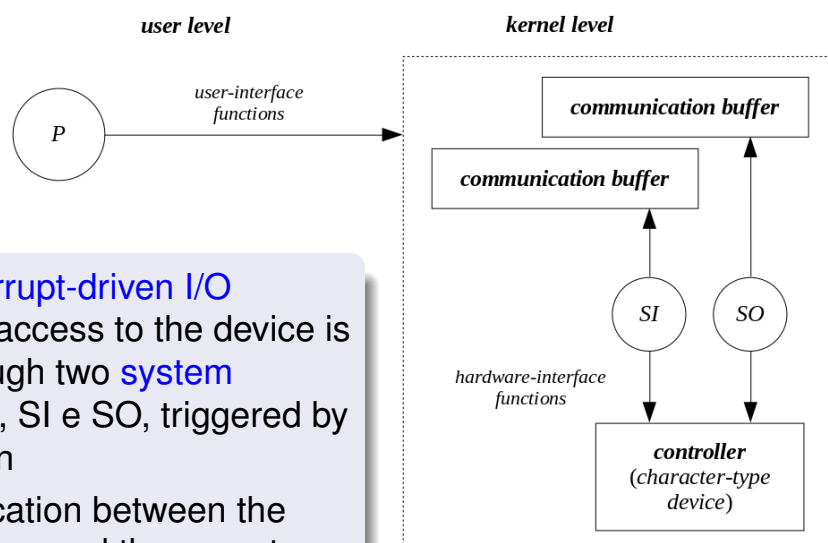 user level
kernel level
user-interface
functions
P
communication buffer
communication buffer
SI
SO
hardware-interface
functions
controller
(character-type
device)
rrupt-driven I/O
access to the device is
ugh two system
, SI e SO, triggered by
n
cation between the